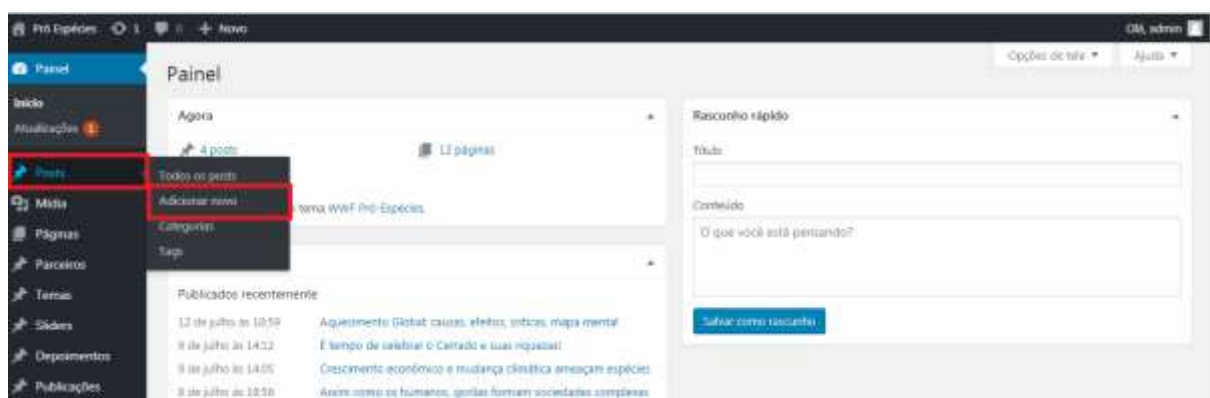 Pró Espécies 1 0 + Novo Olá, admin
Opções de tela Ajuda
Painel
Início
Atualizações 1
Posts
Mídia
Páginas
Parceiros
Temas
Sliders
Depoimentos
Publicações
Todos os posts
Adicionar novo
Categorias
Tags
Painel
Agora
4 posts 12 páginas
tema WWF Pró-Espécies.
Publicados recentemente
12 de julho às 10:59 Aquecimento Global: causas, efeitos, críticas, mapa mental
9 de julho às 14:12 É tempo de celebrar o Cerrado e suas riquezas!
9 de julho às 14:05 Crescimento econômico e mudança climática ameaçam espécies
9 de julho às Assim como os humanos, gorilas formam sociedades complexas
Rascunho rápido
Título
Conteúdo
O que você está pensando?
Salvar como rascunho